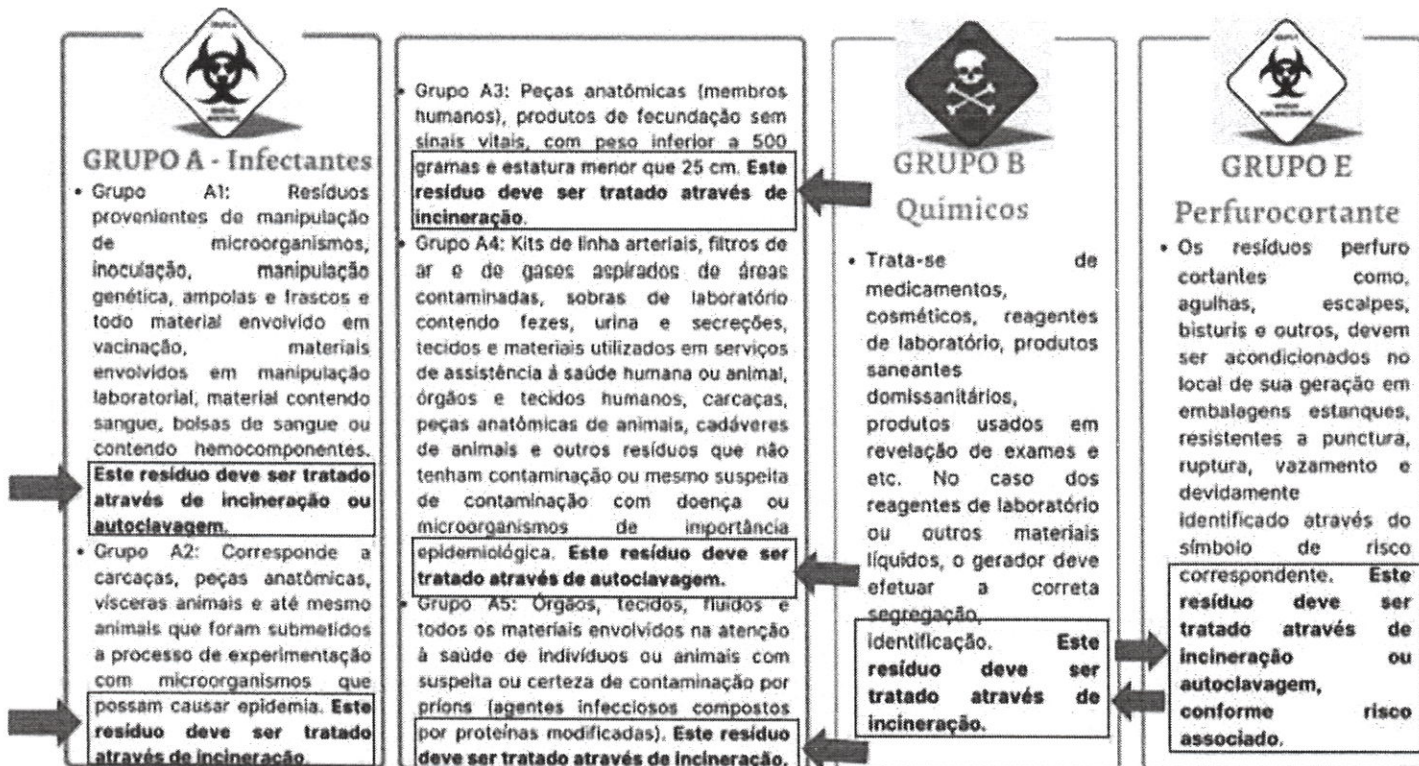 GRUPO A - Infectantes
• Grupo A1: Resíduos
provenientes de manipulação
de microorganismos,
inoculação, manipulação
genética, ampolas e frascos e
todo material envolvido em
vacinação, materiais
envolvidos em manipulação
laboratorial, material contendo
sangue, bolsas de sangue ou
contendo hemocomponentes.
Este resíduo deve ser tratado
através de incineração ou
autoclavagem.
• Grupo A2: Corresponde a
carcaças, peças anatômicas,
vísceras animais e até mesmo
animais que foram submetidos
a processo de experimentação
com microorganismos que
possam causar epidemia. Este
resíduo deve ser tratado
através de incineração.
• Grupo A3: Peças anatômicas (membros
humanos), produtos de fecundação sem
sinais vitais, com peso inferior a 500
gramas e estatura menor que 25 cm. Este
resíduo deve ser tratado através de
incineração.
• Grupo A4: Kits de linha arteriais, filtros de
ar e de gases aspirados de áreas
contaminadas, sobras de laboratório
contendo fezes, urina e secreções,
tecidos e materiais utilizados em serviços
de assistência á saúde humana ou animal,
órgãos e tecidos humanos, carcaças,
peças anatômicas de animais, cadáveres
de animais e outros resíduos que não
tenham contaminação ou mesmo suspeita
de contaminação com doença ou
microorganismos de importância
epidemiológica. Este resíduo deve ser
tratado através de autoclavagem.
• Grupo A5: Órgãos, tecidos, fluidos e
todos os materiais envolvidos na atenção
à saúde de indivíduos ou animais com
suspeita ou certeza de contaminação por
príons (agentes infecciosos compostos
por proteínas modificadas). Este resíduo
deve ser tratado através de incineração.
GRUPO B
Químicos
• Trata-se de
medicamentos,
cosméticos, reagentes
de laboratório, produtos
saneantes
domissanitários,
produtos usados em
revelação de exames e
etc. No caso dos
reagentes de laboratório
ou outros materiais
líquidos, o gerador deve
efetuar a correta
segregação,
identificação. Este
resíduo deve ser
tratado através de
incineração.
GRUPO E
Perfurocortante
• Os resíduos perfuro
cortantes como,
agulhas, escalpes,
bisturis e outros, devem
ser acondicionados no
local de sua geração em
embalagens estanques,
resistentes a punctura,
ruptura, vazamento e
devidamente
identificado através do
símbolo de risco
correspondente. Este
resíduo deve ser
tratado através de
incineração ou
autoclavagem,
conforme risco
associado.